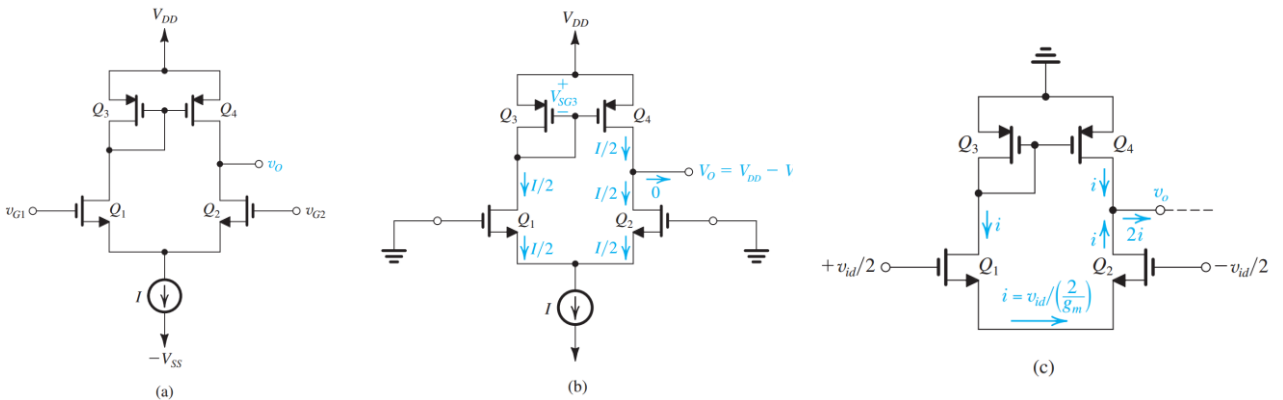 V_DD
Q_3
Q_4
v_O
v_G1
Q_1
Q_2
v_G2
I
−V_SS
(a)
V_DD
+
V_SG3
−
Q_3
Q_4
I/2
I/2
I/2
0
V_O = V_DD − V
Q_1
Q_2
I/2
I/2
I
(b)
Q_3
Q_4
i
v_o
i
i
2i
+v_id/2
Q_1
Q_2
−v_id/2
i = v_id/(2/g_m)
(c)